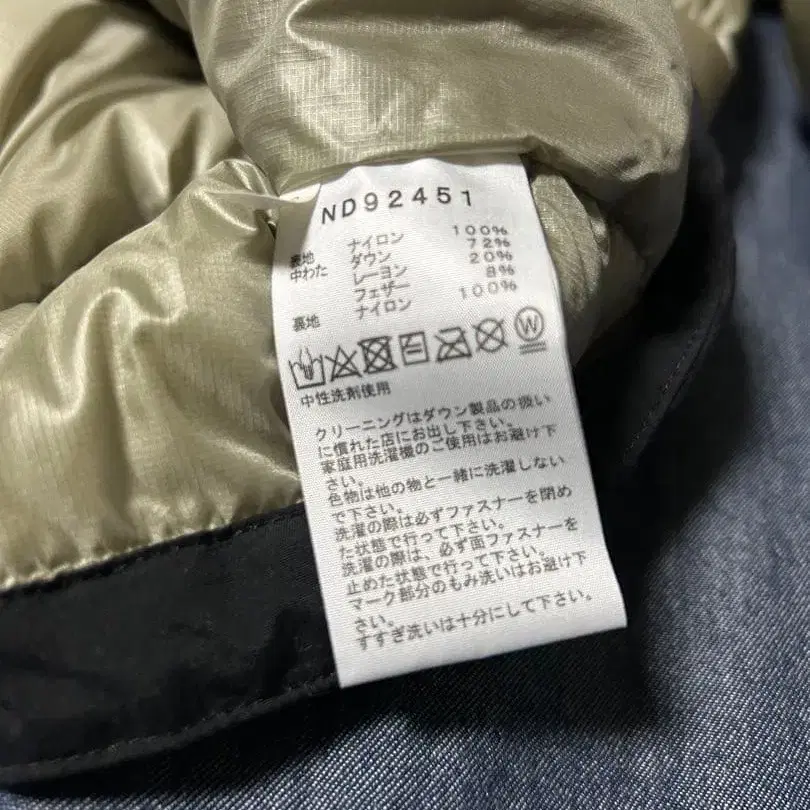 ND92451
表地 ナイロン 100%
中わた ダウン 72%
レーヨン 20%
フェザー 8%
裏地 ナイロン 100%
W
中性洗剤使用
クリーニングはダウン製品の扱い
に慣れた店にお出し下さい。
家庭用洗濯機のご使用はお避け下
さい。
色物は他の物と一緒に洗濯しない
で下さい。
洗濯の際は必ずファスナーを閉め
た状態で行って下さい。
洗濯の際は、必ず面ファスナーを
止めた状態で行って下さい。
マーク部分のもみ洗いはお避け下
さい。
すすぎ洗いは十分にして下さい。